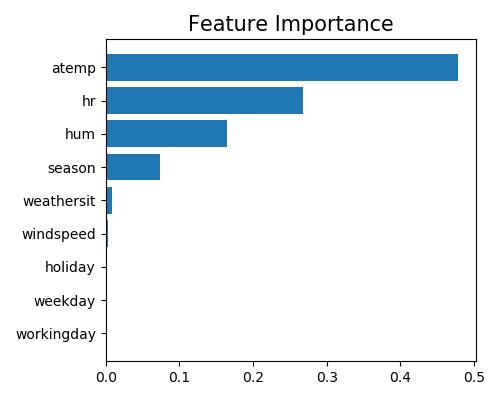 Feature Importance
atemp
hr
hum
season
weathersit
windspeed
holiday
weekday
workingday
0.0 0.1 0.2 0.3 0.4 0.5